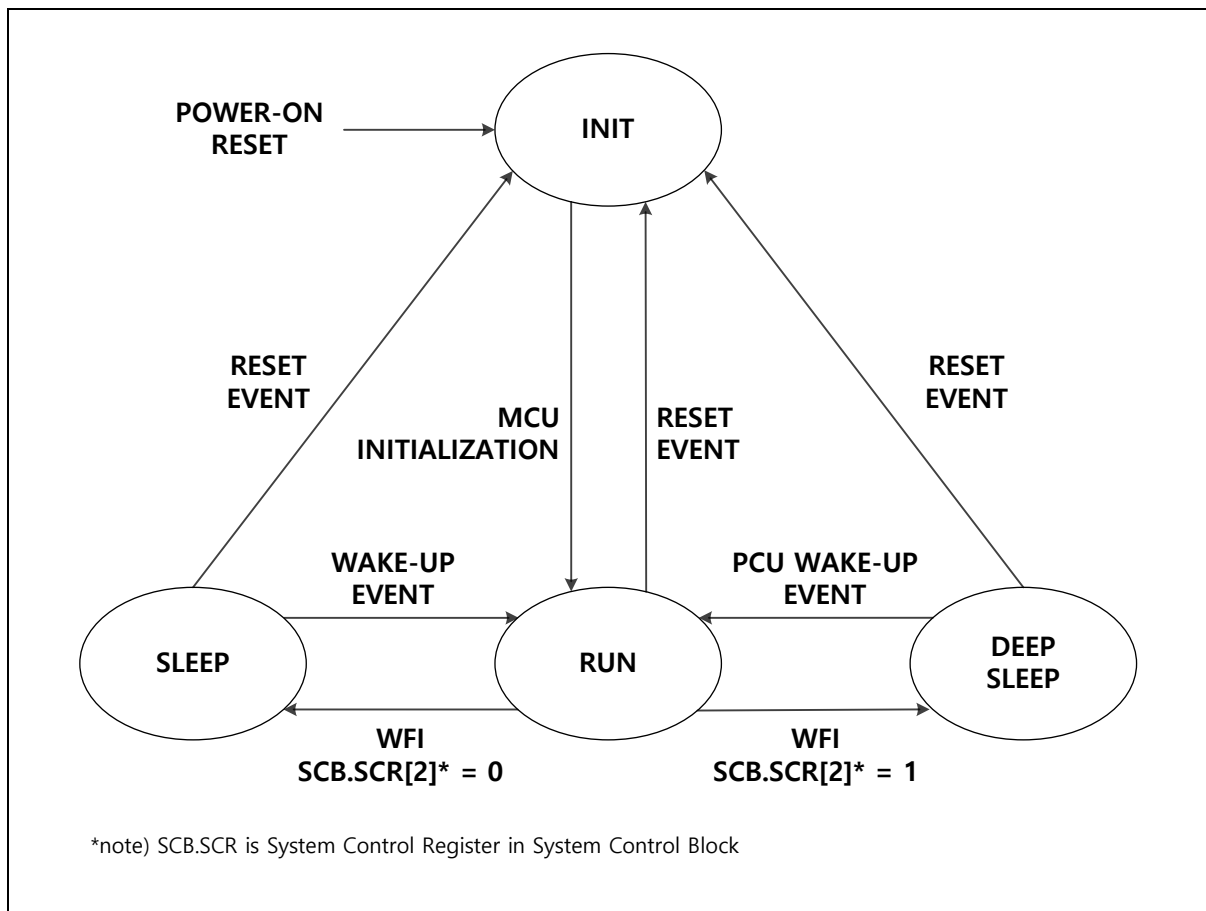 POWER-ON
RESET
INIT
RESET
EVENT
MCU
INITIALIZATION
RESET
EVENT
RESET
EVENT
WAKE-UP
EVENT
PCU WAKE-UP
EVENT
SLEEP
RUN
DEEP
SLEEP
WFI
SCB.SCR[2]* = 0
WFI
SCB.SCR[2]* = 1
*note) SCB.SCR is System Control Register in System Control Block